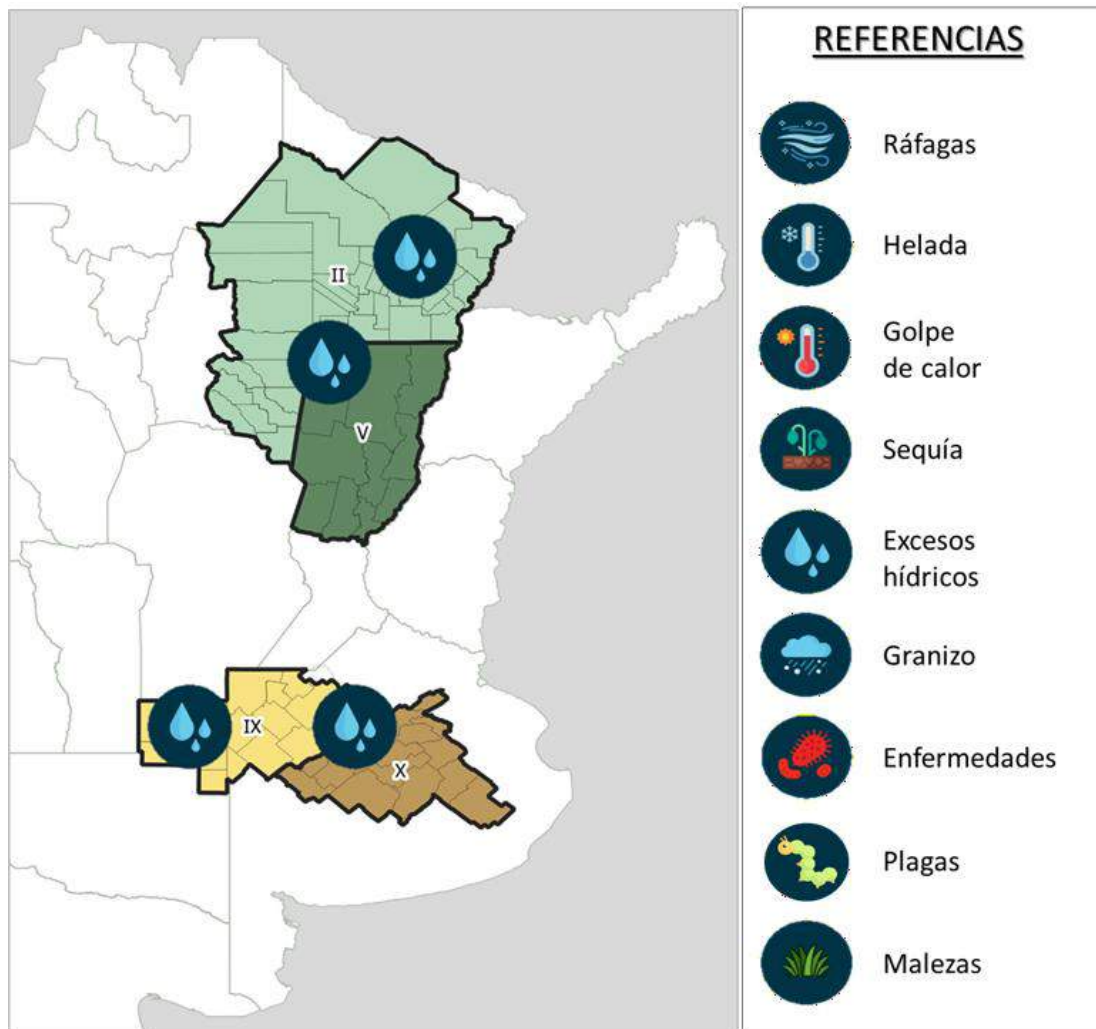 REFERENCIAS
Ráfagas
Helada
Golpe
de calor
Sequía
Excesos
hídricos
Granizo
Enfermedades
Plagas
Malezas
II
V
IX
X